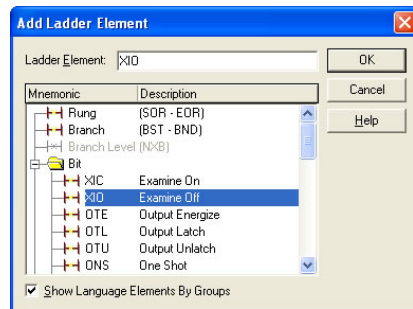 Add Ladder Element
Ladder Element: XIO
OK
Mnemonic Description
Cancel
Rung (SOR - EOR)
Branch (BST - BND)
Help
Branch Level (NXB)
Bit
XIC Examine On
XIO Examine Off
OTE Output Energize
OTL Output Latch
OTU Output Unlatch
ONS One Shot
Show Language Elements By Groups